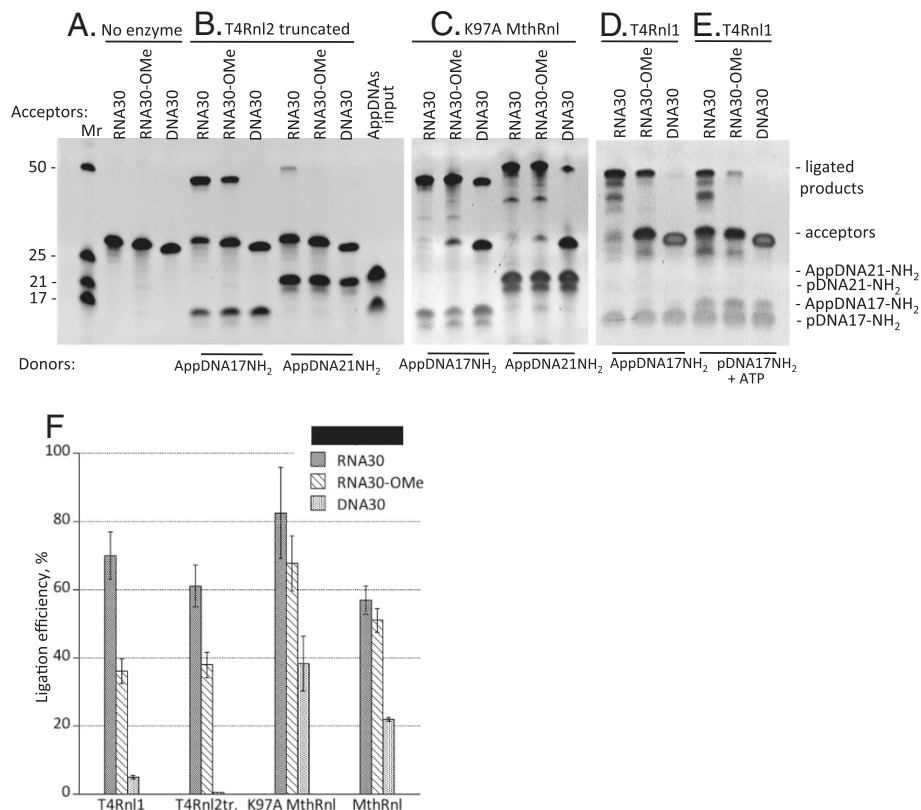 A. No enzyme
B. T4Rnl2 truncated
C. K97A MthRnl
D. T4Rnl1
E. T4Rnl1
Acceptors:
Mr
RNA30
RNA30-OMe
DNA30
RNA30
RNA30-OMe
DNA30
RNA30
RNA30-OMe
DNA30
AppDNAs input
RNA30
RNA30-OMe
DNA30
RNA30
RNA30-OMe
DNA30
RNA30
RNA30-OMe
DNA30
RNA30
RNA30-OMe
DNA30
50 -
25 -
21 -
17 -
- ligated
products
- acceptors
- AppDNA21-NH2
- pDNA21-NH2
- AppDNA17-NH2
- pDNA17-NH2
Donors:
AppDNA17NH2
AppDNA21NH2
AppDNA17NH2
AppDNA21NH2
AppDNA17NH2
pDNA17NH2
+ ATP
F
RNA30
RNA30-OMe
DNA30
Ligation efficiency, %
100
80
60
40
20
0
T4Rnl1
T4Rnl2tr.
K97A MthRnl
MthRnl